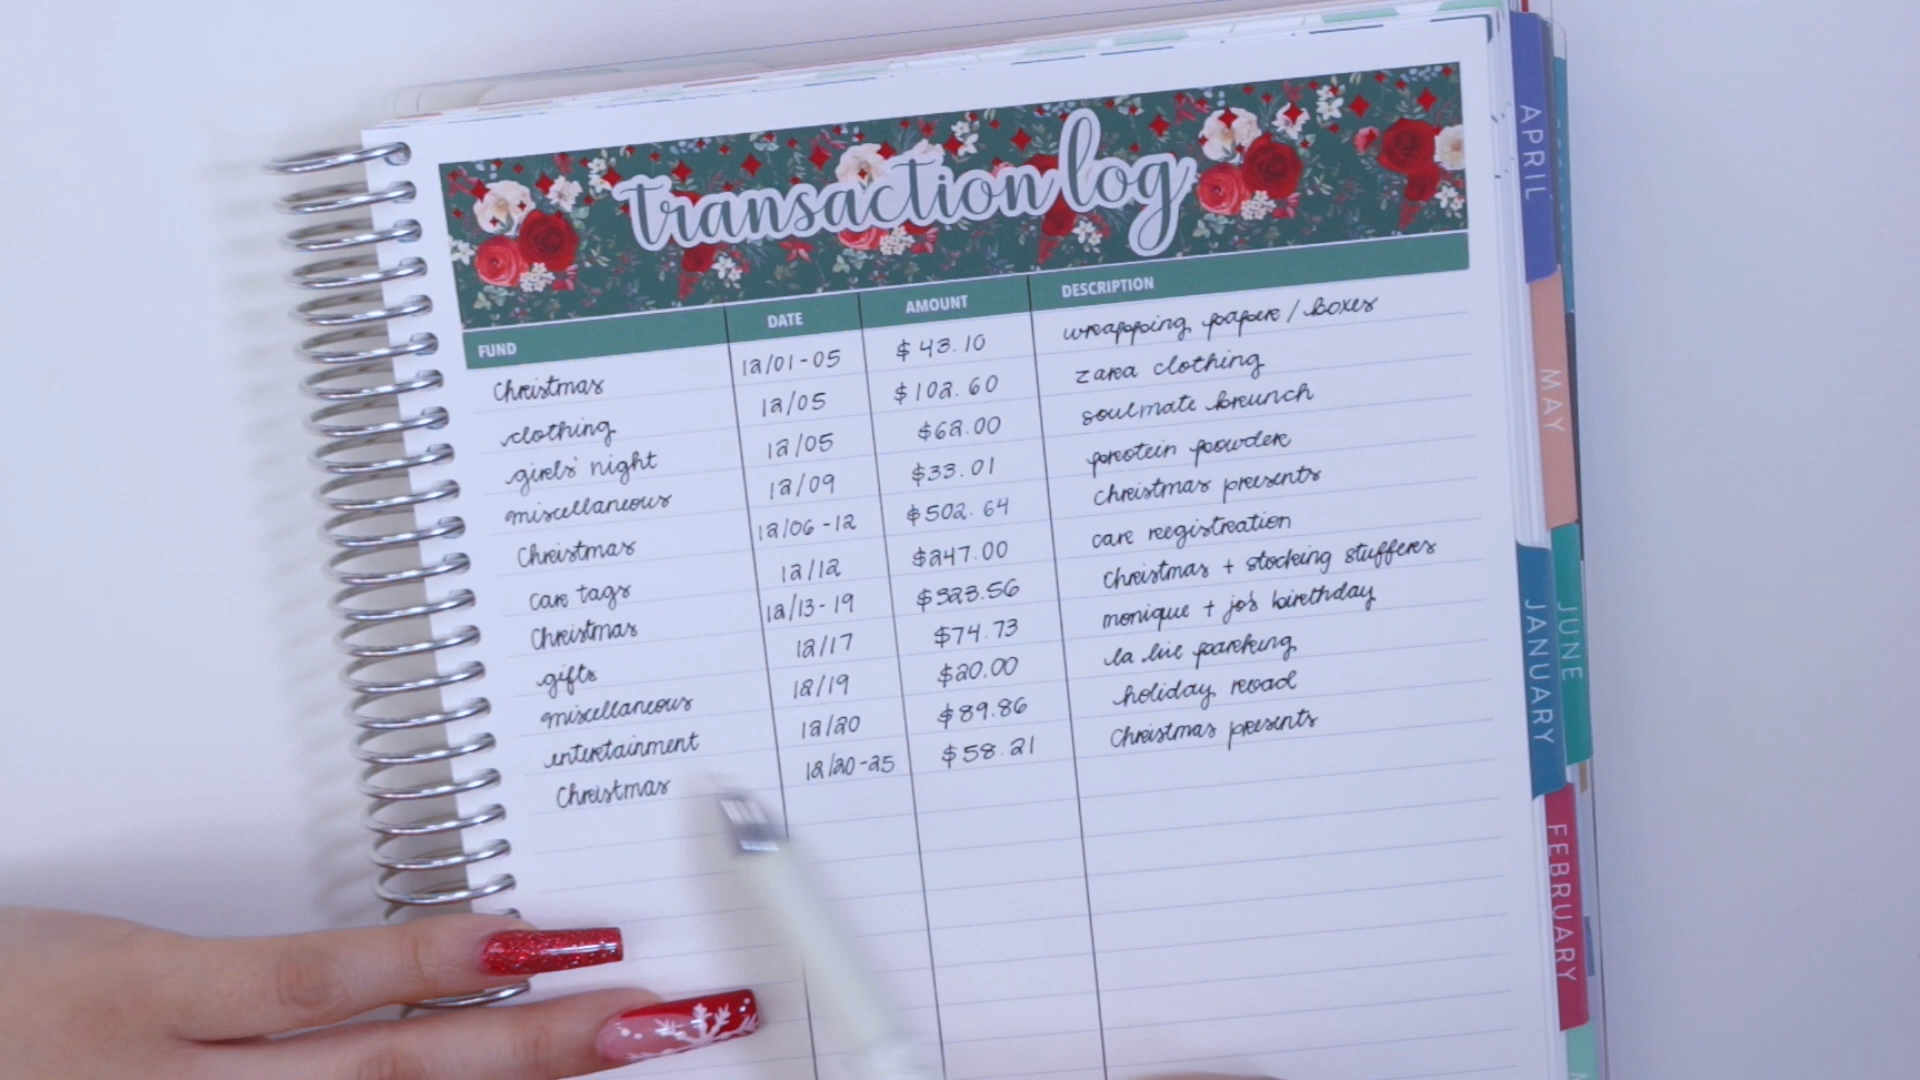 transaction log
FUND DATE AMOUNT DESCRIPTION
Christmas 12/01-05 $43.10 wrappping paper / boxes
clothing 12/05 $102.60 zara clothing
girls' night 12/05 $62.00 soulmate brunch
miscellaneous 12/09 $33.01 protein powder
Christmas 12/06-12 $502.64 Christmas presents
car tags 12/12 $247.00 car registration
Christmas 12/13-19 $323.56 Christmas + stocking stuffers
gifts 12/17 $74.73 monique + jo's birthday
miscellaneous 12/19 $20.00 la lic parking
entertainment 12/20 $89.86 holiday road
Christmas 12/20-25 $58.21 Christmas presents
APRIL
MAY
JUNE
JANUARY
FEBRUARY